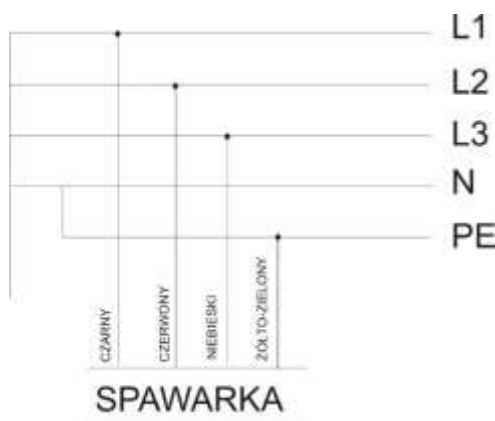 L1
L2
L3
N
PE
CZARNY
CZERWONY
NIEBIESKI
ŻÓŁTO-ZIELONY
SPAWARKA